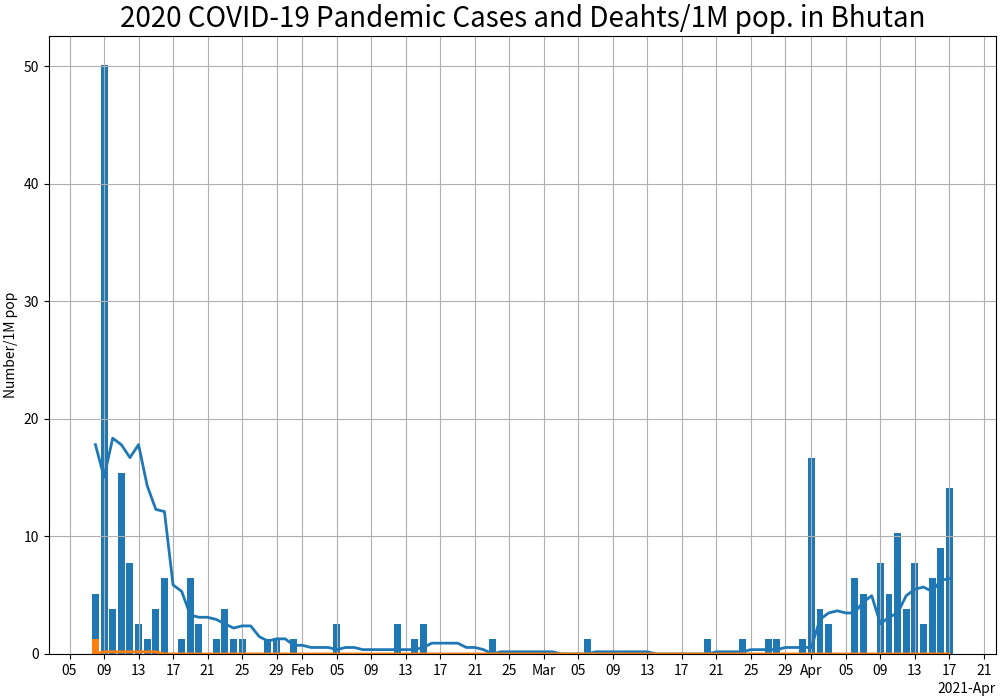 2020 COVID-19 Pandemic Cases and Deahts/1M pop. in Bhutan
Number/1M pop
50
40
30
20
10
0
05 09 13 17 21 25 29 Feb 05 09 13 17 21 25 Mar 05 09 13 17 21 25 29 Apr 05 09 13 17 21
2021-Apr